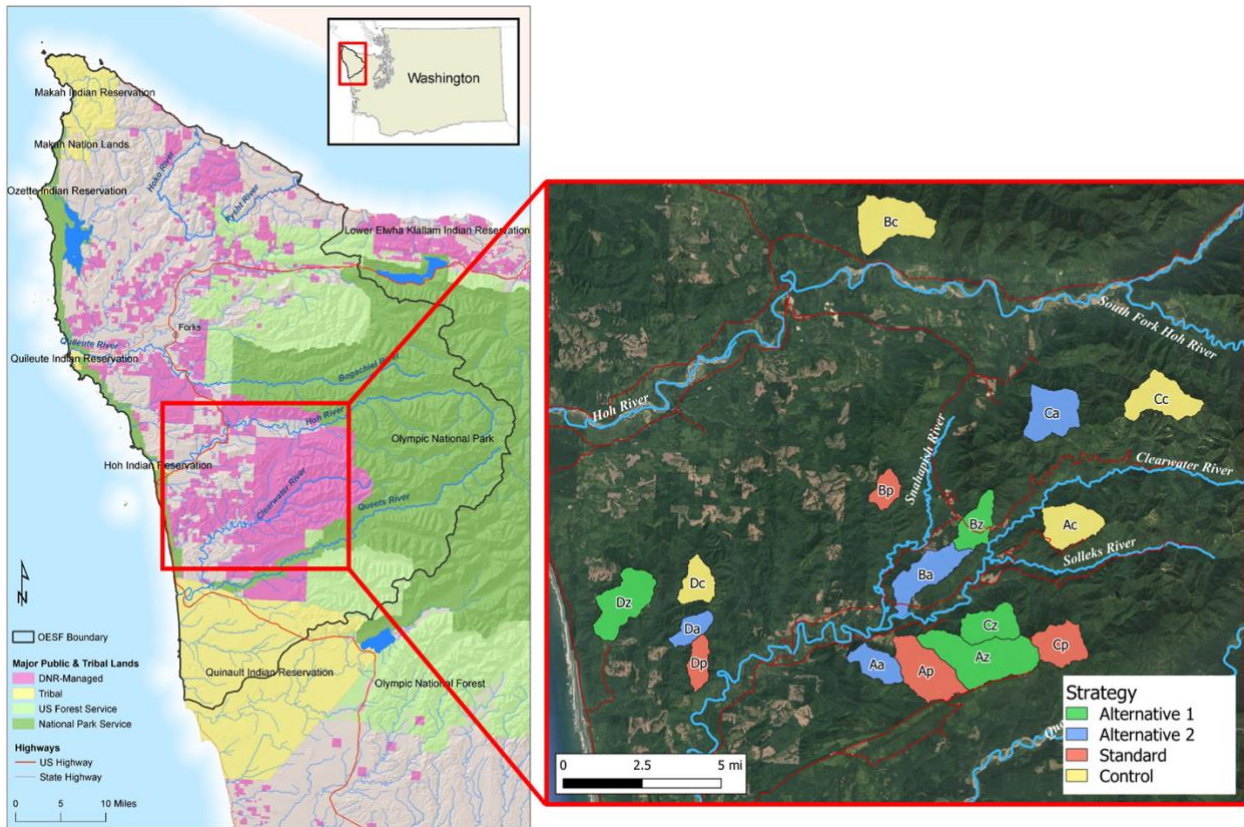 Washington
Makah Indian Reservation
Makah Nation Lands
Ozette Indian Reservation
Hoko River
Pysht River
Lower Elwha Klallam Indian Reservation
Forks
Quileute River
Quileute Indian Reservation
Bogachiel River
Hoh River
Olympic National Park
Hoh Indian Reservation
Clearwater River
Queets River
Quinault Indian Reservation
Olympic National Forest
N
OESF Boundary
Major Public & Tribal Lands
DNR-Managed
Tribal
US Forest Service
National Park Service
Highways
US Highway
State Highway
0 5 10 Miles
Bc
South Fork Hoh River
Hoh River
Ca
Cc
Snahapish River
Clearwater River
Bp
Bz
Ac
Solleks River
Ba
Dc
Dz
Da
Dp
Cz
Cp
Aa
Ap
Az
Strategy
Alternative 1
Alternative 2
Standard
Control
0 2.5 5 mi